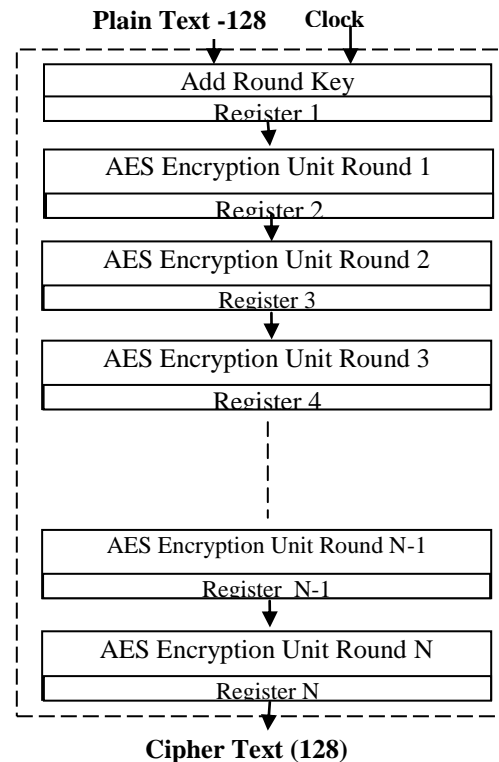 Plain Text -128 Clock
Add Round Key
Register 1
AES Encryption Unit Round 1
Register 2
AES Encryption Unit Round 2
Register 3
AES Encryption Unit Round 3
Register 4
AES Encryption Unit Round N-1
Register N-1
AES Encryption Unit Round N
Register N
Cipher Text (128)